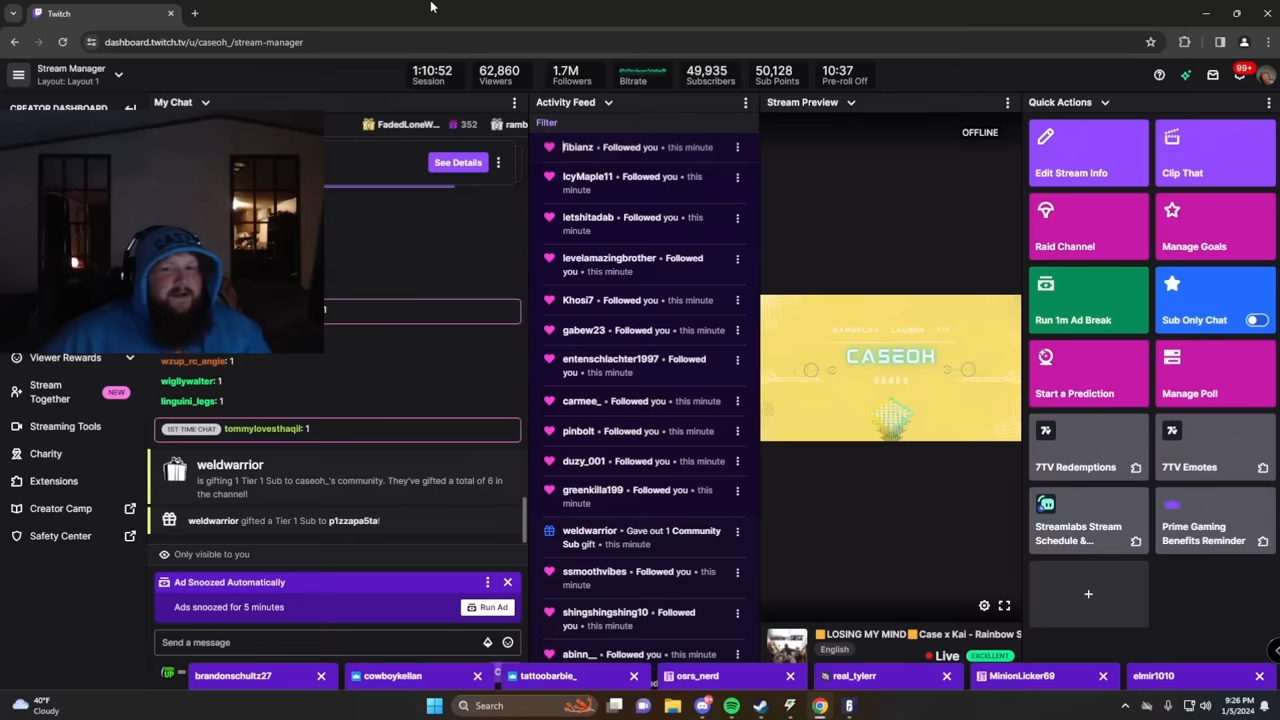 Twitch
dashboard.twitch.tv/u/caseoh_/stream-manager
Stream Manager
Layout: Layout 1
1:10:52
Session
62,860
Viewers
1.7M
Followers
Bitrate
49,935
Subscribers
50,128
Sub Points
10:37
Pre-roll Off
99+
CREATOR DASHBOARD
Viewer Rewards
Stream
Together
NEW
Streaming Tools
Charity
Extensions
Creator Camp
Safety Center
My Chat
FadedLoneW... 352 ramb
See Details
1
wzup_rc_angie: 1
wigllywalter: 1
linguini_legs: 1
1ST TIME CHAT tommylovesthaqil: 1
weldwarrior
is gifting 1 Tier 1 Sub to caseoh_'s community. They've gifted a total of 6 in
the channel!
weldwarrior gifted a Tier 1 Sub to p1zzapa5ta!
Only visible to you
Ad Snoozed Automatically
Ads snoozed for 5 minutes
Run Ad
Send a message
Activity Feed
Filter
fibianz • Followed you • this minute
IcyMaple11 • Followed you • this
minute
letshitadab • Followed you • this
minute
levelamazingbrother • Followed
you • this minute
Khosi7 • Followed you • this minute
gabew23 • Followed you • this minute
entenschlachter1997 • Followed
you • this minute
carmee_ • Followed you • this minute
pinbolt • Followed you • this minute
duzy_001 • Followed you • this minute
greenkilla199 • Followed you • this
minute
weldwarrior • Gave out 1 Community
Sub gift • this minute
ssmoothvibes • Followed you • this
minute
shingshingshing10 • Followed
you • this minute
abinn__ • Followed you • this minute
Stream Preview
OFFLINE
GAMEPLAY LAUGHS
CASEOH
GAMES
LOSING MY MIND Case x Kai - Rainbow S
English
Live
EXCELLENT
Quick Actions
Edit Stream Info
Clip That
Raid Channel
Manage Goals
Run 1m Ad Break
Sub Only Chat
Start a Prediction
Manage Poll
7TV Redemptions
7TV Emotes
Streamlabs Stream
Schedule &...
Prime Gaming
Benefits Reminder
brandonschultz27
cowboykellan
tattoobarbie_
osrs_nerd
real_tylerr
MinionLicker69
elmir1010
40°F
Cloudy
Search
9:26 PM
1/5/2024